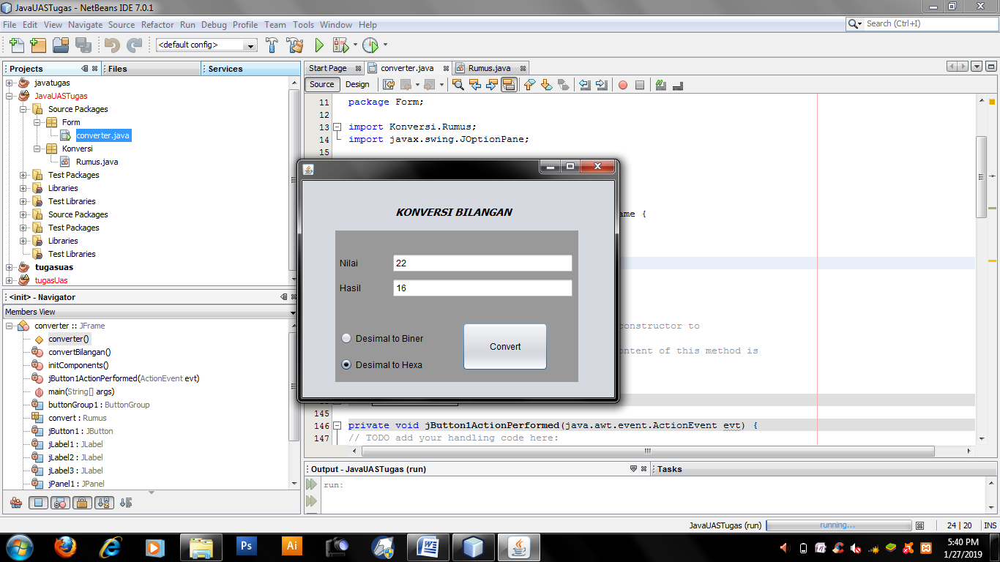 JavaUASTugas - NetBeans IDE 7.0.1
File Edit View Navigate Source Refactor Run Debug Profile Team Tools Window Help
Search (Ctrl+I)
<default config>
Projects
Files
Services
javatugas
JavaUASTugas
Source Packages
Form
converter.java
Konversi
Rumus.java
Test Packages
Libraries
Test Libraries
Source Packages
Test Packages
Libraries
Test Libraries
tugasuas
tugasUas
<init> - Navigator
Members View
converter :: JFrame
converter()
convertBilangan()
initComponents()
jButton1ActionPerformed(ActionEvent evt)
main(String[] args)
buttonGroup1 : ButtonGroup
convert : Rumus
jButton1 : JButton
jLabel1 : JLabel
jLabel2 : JLabel
jLabel3 : JLabel
jPanel1 : JPanel
Start Page
converter.java
Rumus.java
Source Design
11 package Form;
12
13 import Konversi.Rumus;
14 import javax.swing.JOptionPane;
15
ame {
onstructor to
ontent of this method is
145
146 private void jButton1ActionPerformed(java.awt.event.ActionEvent evt) {
147 // TODO add your handling code here:
KONVERSI BILANGAN
Nilai 22
Hasil 16
Desimal to Biner
Desimal to Hexa
Convert
Output - JavaUASTugas (run)
Tasks
run:
JavaUASTugas (run)
running...
24 | 20 INS
Ps
Ai
W
5:40 PM
1/27/2019